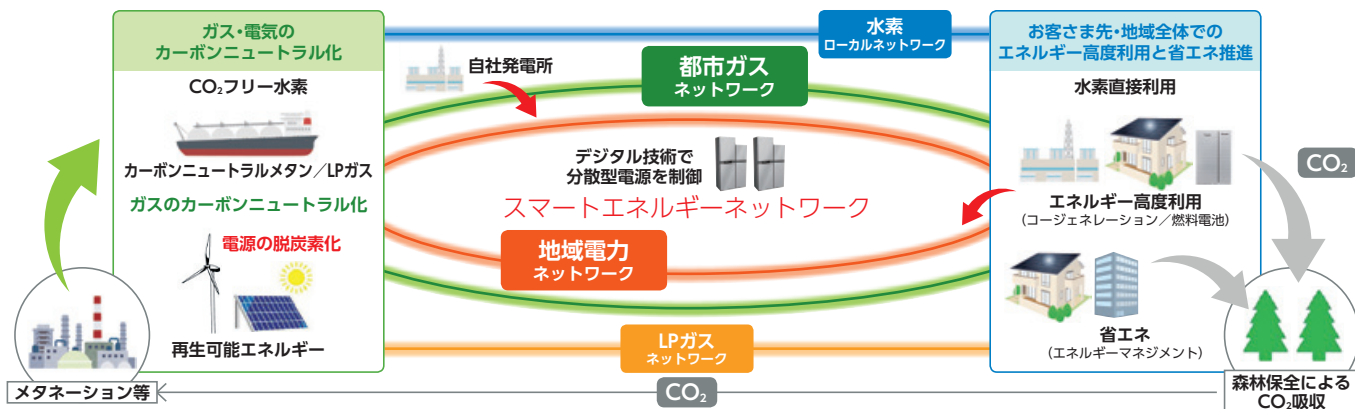 ガス・電気の
カーボンニュートラル化
CO₂フリー水素
カーボンニュートラルメタン／LPガス
ガスのカーボンニュートラル化
電源の脱炭素化
再生可能エネルギー
メタネーション等
水素
ローカルネットワーク
自社発電所
都市ガス
ネットワーク
デジタル技術で
分散型電源を制御
スマートエネルギーネットワーク
地域電力
ネットワーク
LPガス
ネットワーク
CO₂
お客さま先・地域全体での
エネルギー高度利用と省エネ推進
水素直接利用
エネルギー高度利用
（コージェネレーション／燃料電池）
省エネ
（エネルギーマネジメント）
CO₂
森林保全による
CO₂吸収